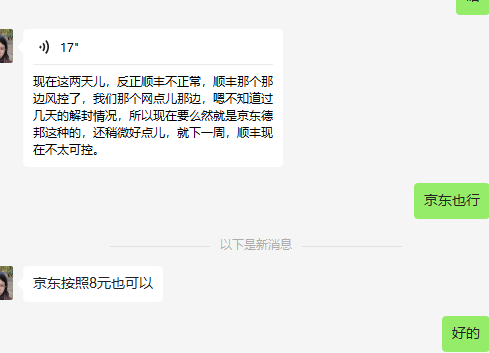 17"
现在这两天儿，反正顺丰不正常，顺丰那个那
边风控了，我们那个网点儿那边，嗯不知道过
几天的解封情况，所以现在要么然就是京东德
邦这种的，还稍微好点儿，就下一周，顺丰现
在不太可控。
京东也行
以下是新消息
京东按照8元也可以
好的